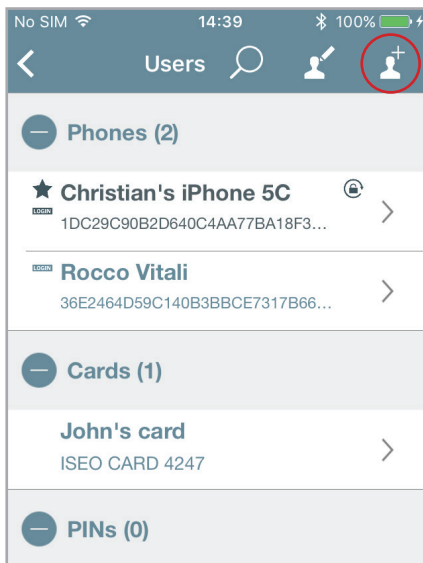 No SIM 14:39 100%
Users
Phones (2)
Christian's iPhone 5C
LOGIN
1DC29C90B2D640C4AA77BA18F3...
LOGIN Rocco Vitali
36E2464D59C140B3BBCE7317B66...
Cards (1)
John's card
ISEO CARD 4247
PINs (0)